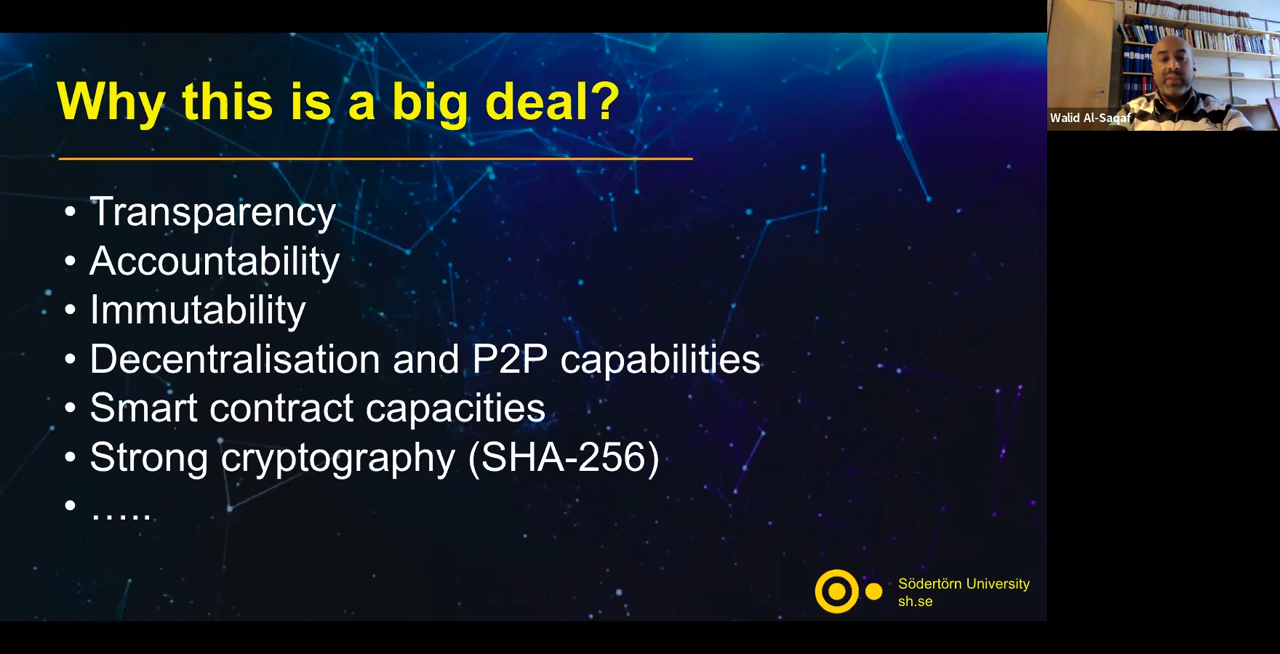 Why this is a big deal?
• Transparency
• Accountability
• Immutability
• Decentralisation and P2P capabilities
• Smart contract capacities
• Strong cryptography (SHA-256)
• …..
Södertörn University
sh.se
Walid Al-Saqaf